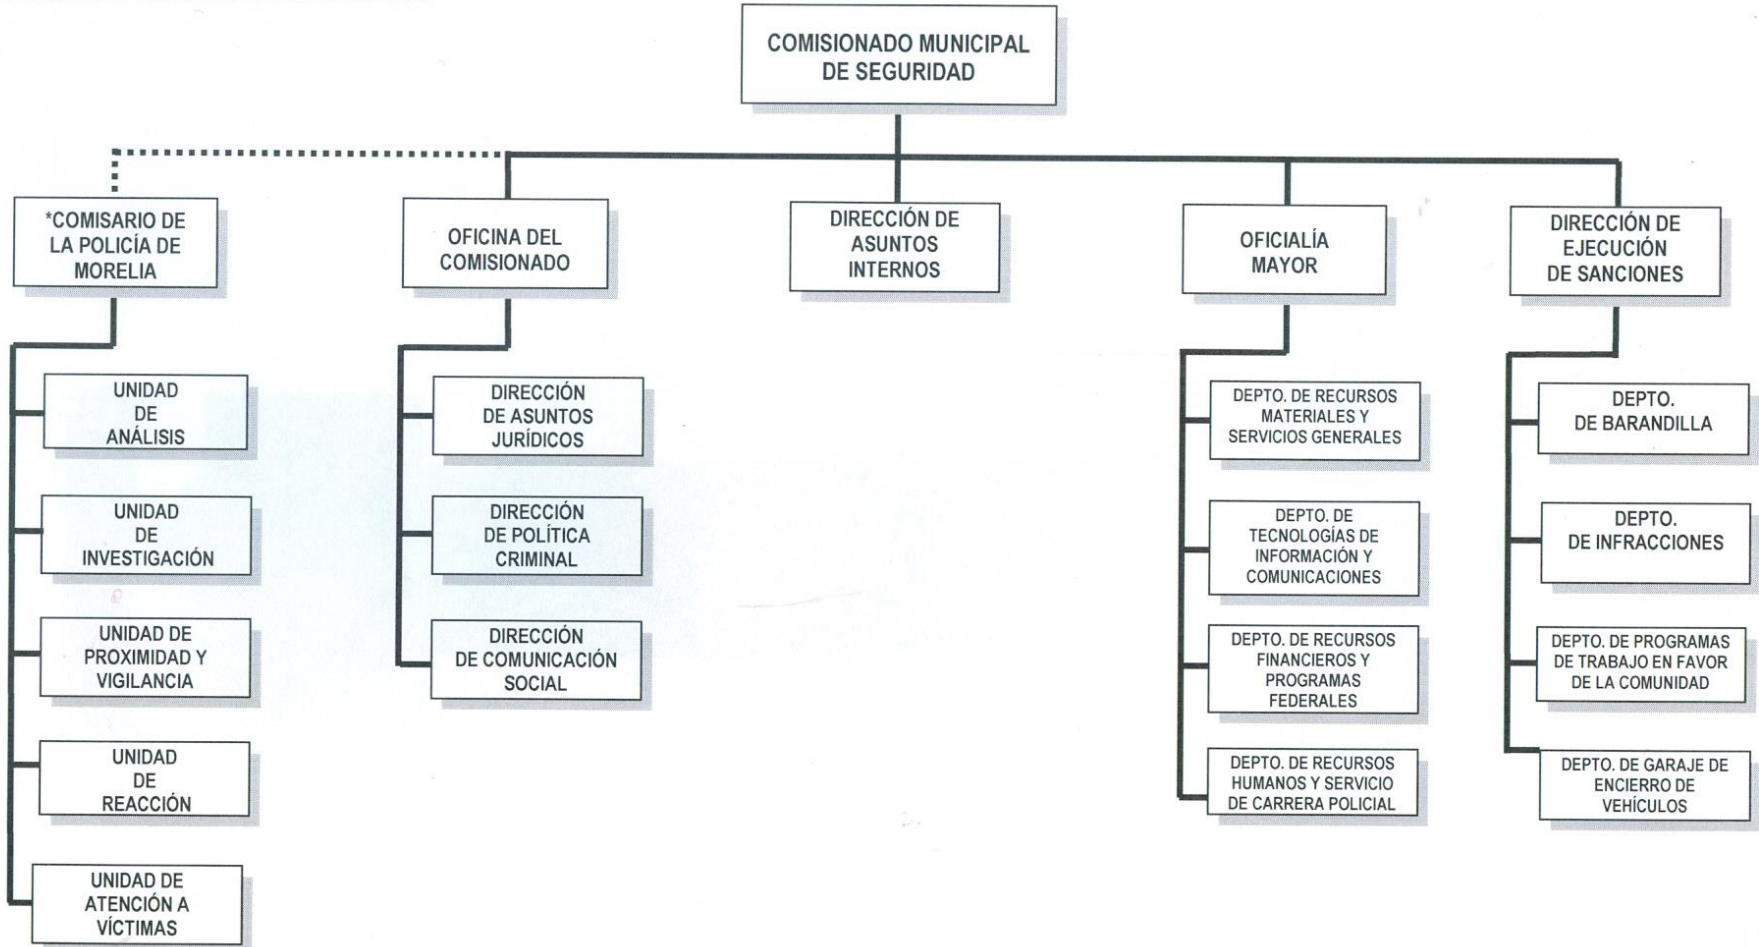 COMISIONADO MUNICIPAL
DE SEGURIDAD
*COMISARIO DE
LA POLICÍA DE
MORELIA
OFICINA DEL
COMISIONADO
DIRECCIÓN DE
ASUNTOS
INTERNOS
OFICIALÍA
MAYOR
DIRECCIÓN DE
EJECUCIÓN
DE SANCIONES
UNIDAD
DE
ANÁLISIS
UNIDAD
DE
INVESTIGACIÓN
UNIDAD DE
PROXIMIDAD Y
VIGILANCIA
UNIDAD
DE
REACCIÓN
UNIDAD DE
ATENCIÓN A
VÍCTIMAS
DIRECCIÓN
DE ASUNTOS
JURÍDICOS
DIRECCIÓN
DE POLÍTICA
CRIMINAL
DIRECCIÓN
DE COMUNICACIÓN
SOCIAL
DEPTO. DE RECURSOS
MATERIALES Y
SERVICIOS GENERALES
DEPTO. DE
TECNOLOGÍAS DE
INFORMACIÓN Y
COMUNICACIONES
DEPTO. DE RECURSOS
FINANCIEROS Y
PROGRAMAS
FEDERALES
DEPTO. DE RECURSOS
HUMANOS Y SERVICIO
DE CARRERA POLICIAL
DEPTO.
DE BARANDILLA
DEPTO.
DE INFRACCIONES
DEPTO. DE PROGRAMAS
DE TRABAJO EN FAVOR
DE LA COMUNIDAD
DEPTO. DE GARAJE DE
ENCIERRO DE
VEHÍCULOS